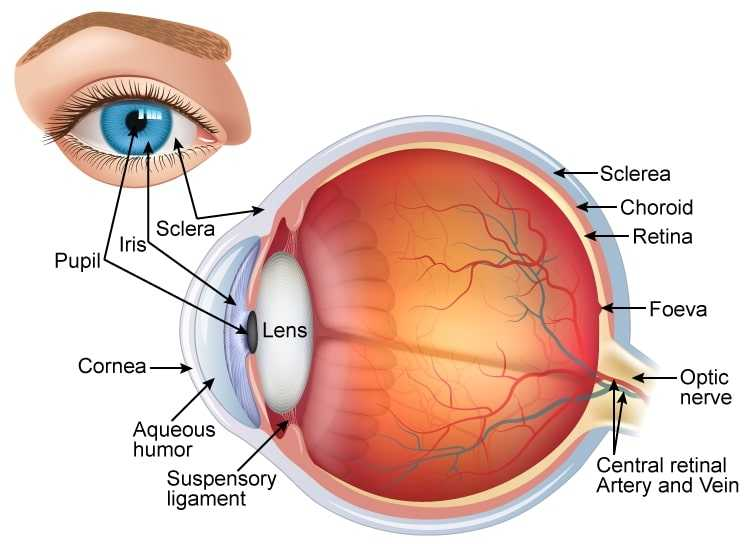 Sclerea
Choroid
Sclera
Iris
Retina
Pupil
Foeva
Lens
Cornea
Optic
nerve
Aqueous
humor
Central retinal
Artery and Vein
Suspensory
ligament